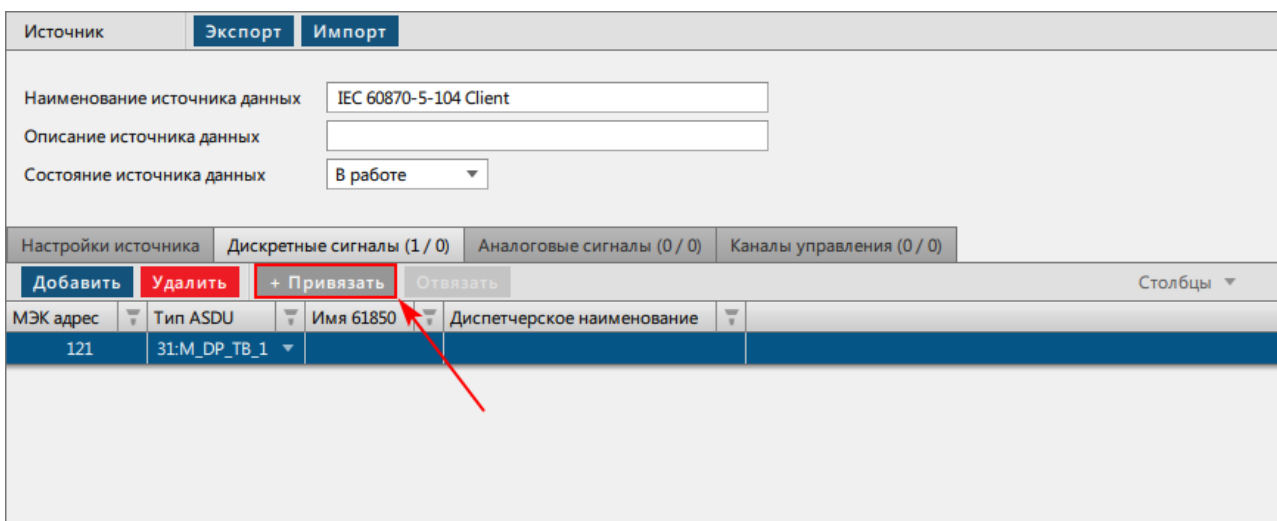 Источник Экспорт Импорт
Наименование источника данных IEC 60870-5-104 Client
Описание источника данных
Состояние источника данных В работе
Настройки источника Дискретные сигналы (1 / 0) Аналоговые сигналы (0 / 0) Каналы управления (0 / 0)
Добавить Удалить + Привязать Отвязать Столбцы
МЭК адрес Тип ASDU Имя 61850 Диспетчерское наименование
121 31:M_DP_TB_1